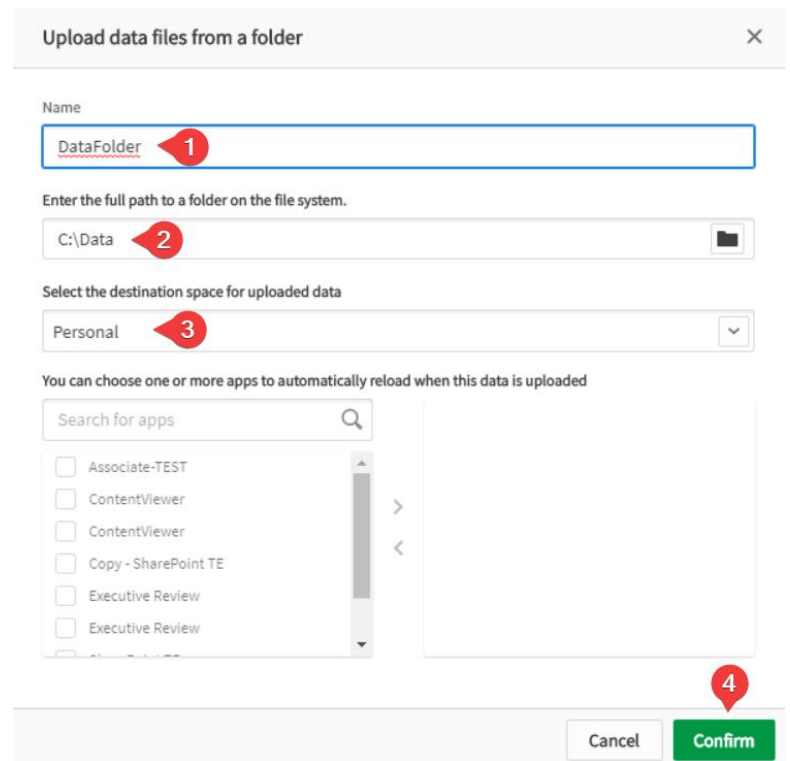 Upload data files from a folder
Name
DataFolder 1
Enter the full path to a folder on the file system.
C:\Data 2
Select the destination space for uploaded data
Personal 3
You can choose one or more apps to automatically reload when this data is uploaded
Search for apps
Associate-TEST
ContentViewer
ContentViewer
Copy - SharePoint TE
Executive Review
Executive Review
4
Cancel Confirm